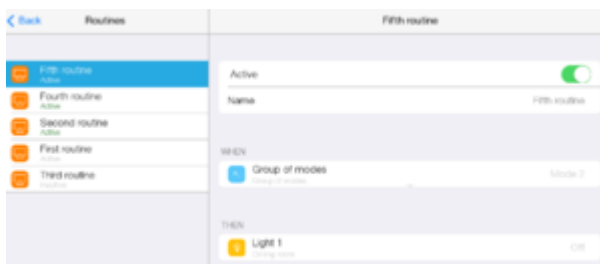 Back
Routines
Fifth routine
Fifth routine
Active
Fourth routine
Active
Second routine
Active
First routine
Third routine
Inactive
Active
Name Fifth routine
WHEN
Group of modes Mode 2
Group of modes
THEN
Light 1 Off